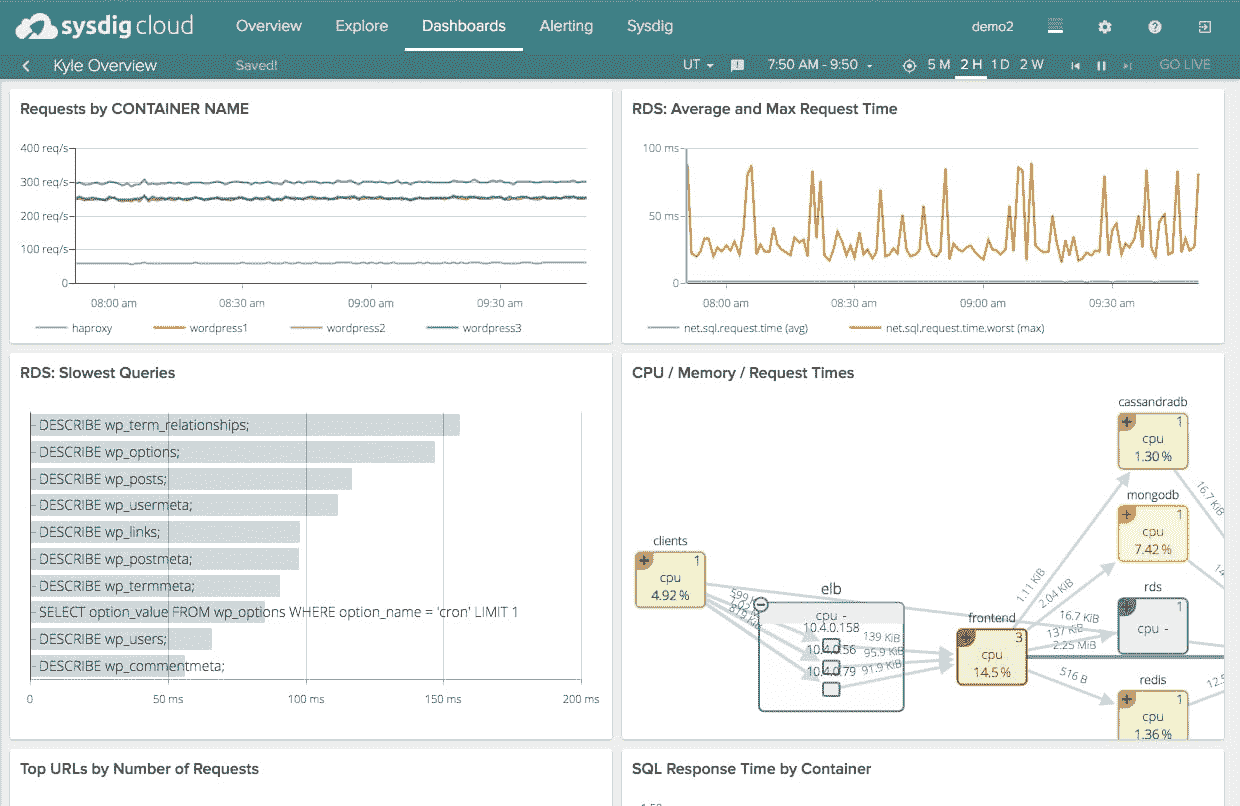 sysdig cloud
Overview Explore Dashboards Alerting Sysdig demo2
Kyle Overview Saved! UT 7:50 AM - 9:50 5 M 2 H 1 D 2 W GO LIVE
Requests by CONTAINER NAME
400 req/s
300 req/s
200 req/s
100 req/s
0
08:00 am 08:30 am 09:00 am 09:30 am
haproxy wordpress1 wordpress2 wordpress3
RDS: Average and Max Request Time
100 ms
50 ms
0
08:00 am 08:30 am 09:00 am 09:30 am
net.sql.request.time (avg) net.sql.request.time.worst (max)
RDS: Slowest Queries
DESCRIBE wp_term_relationships;
DESCRIBE wp_options;
DESCRIBE wp_posts;
DESCRIBE wp_usermeta;
DESCRIBE wp_links;
DESCRIBE wp_postmeta;
DESCRIBE wp_termmeta;
SELECT option_value FROM wp_options WHERE option_name = 'cron' LIMIT 1
DESCRIBE wp_users;
DESCRIBE wp_commentmeta;
0 50 ms 100 ms 150 ms 200 ms
CPU / Memory / Request Times
clients
1
cpu
4.92 %
elb
cpu -
10.4.0.158
10.4.0.56
10.4.0.79
139 KiB
95.9 KiB
91.9 KiB
frontend
3
cpu
14.5 %
1.11 KiB
2.04 KiB
16.7 KiB
137 KiB
2.25 MiB
516 B
cassandradb
1
cpu
1.30 %
16.7 KiB
mongodb
1
cpu
7.42 %
rds
1
cpu -
redis
1
cpu
1.36 %
Top URLs by Number of Requests
SQL Response Time by Container